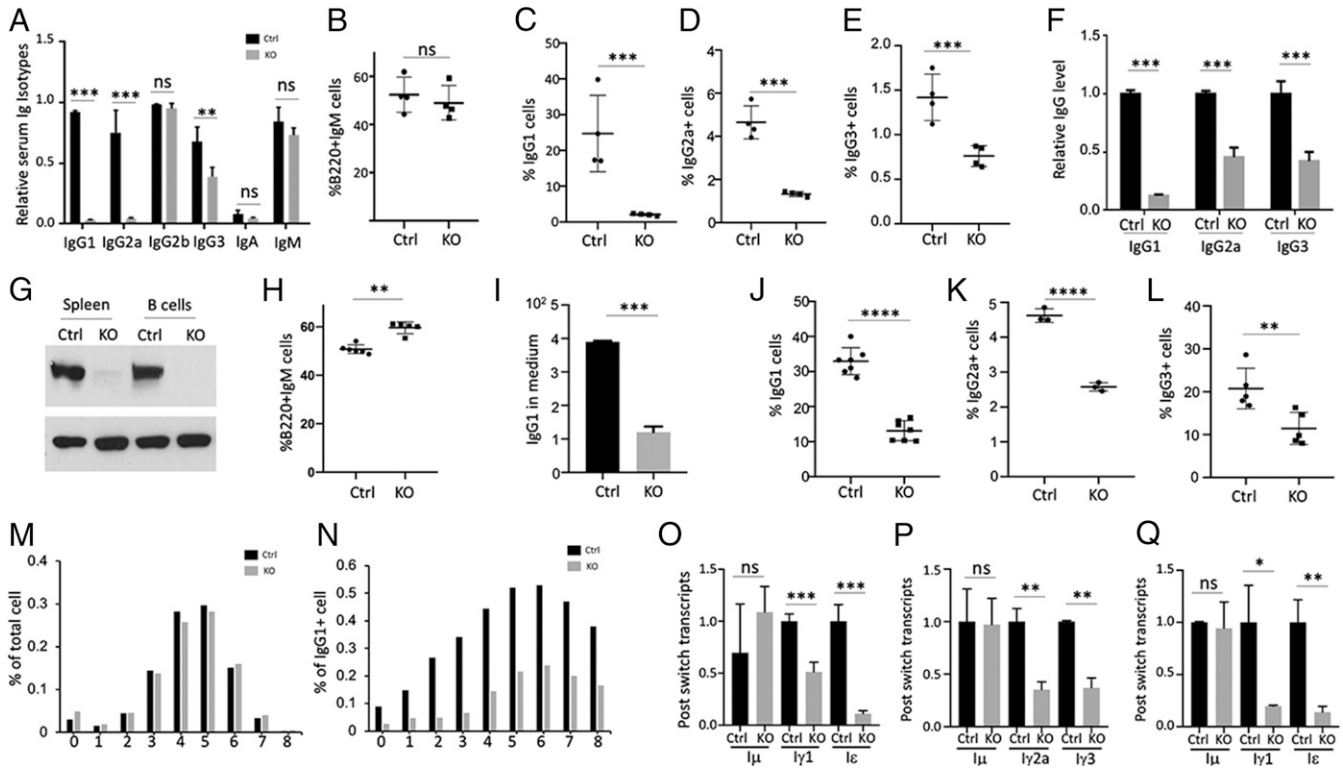 A
Relative serum Ig Isotypes
1.5
1.0
0.5
0.0
Ctrl
KO
***
***
ns
**
ns
ns
IgG1 IgG2a IgG2b IgG3 IgA IgM
B
%B220+IgM cells
60
40
20
ns
Ctrl KO
C
% IgG1 cells
50
40
30
20
10
0
***
Ctrl KO
D
% IgG2a+ cells
6
4
2
0
***
Ctrl KO
E
% IgG3+ cells
2.0
1.5
1.0
0.5
0.0
***
Ctrl KO
F
Relative IgG level
1.5
1.0
0.5
0.0
***
***
***
Ctrl KO Ctrl KO Ctrl KO
IgG1 IgG2a IgG3
G
Spleen B cells
Ctrl KO Ctrl KO
H
%B220+IgM cells
60
40
20
0
**
Ctrl KO
I
IgG1 in medium
10²
4
3
2
1
0
***
Ctrl KO
J
% IgG1 cells
40
30
20
10
0
****
Ctrl KO
K
% IgG2a+ cells
5
4
3
2
1
0
****
Ctrl KO
L
% IgG3+ cells
40
30
20
10
0
**
Ctrl KO
M
% of total cell
0.4
0.3
0.2
0.1
0
Ctrl
KO
0 1 2 3 4 5 6 7 8
N
% of IgG1+ cell
0.6
0.5
0.4
0.3
0.2
0.1
0
Ctrl
KO
0 1 2 3 4 5 6 7 8
O
Post switch transcripts
1.5
1.0
0.5
0.0
ns
***
***
Ctrl KO Ctrl KO Ctrl KO
Iμ Iγ1 Iε
P
Post switch transcripts
1.5
1.0
0.5
0.0
ns
**
**
Ctrl KO Ctrl KO Ctrl KO
Iμ Iγ2a Iγ3
Q
Post switch transcripts
1.5
1.0
0.5
0.0
ns
*
**
Ctrl KO Ctrl KO Ctrl KO
Iμ Iγ1 Iε